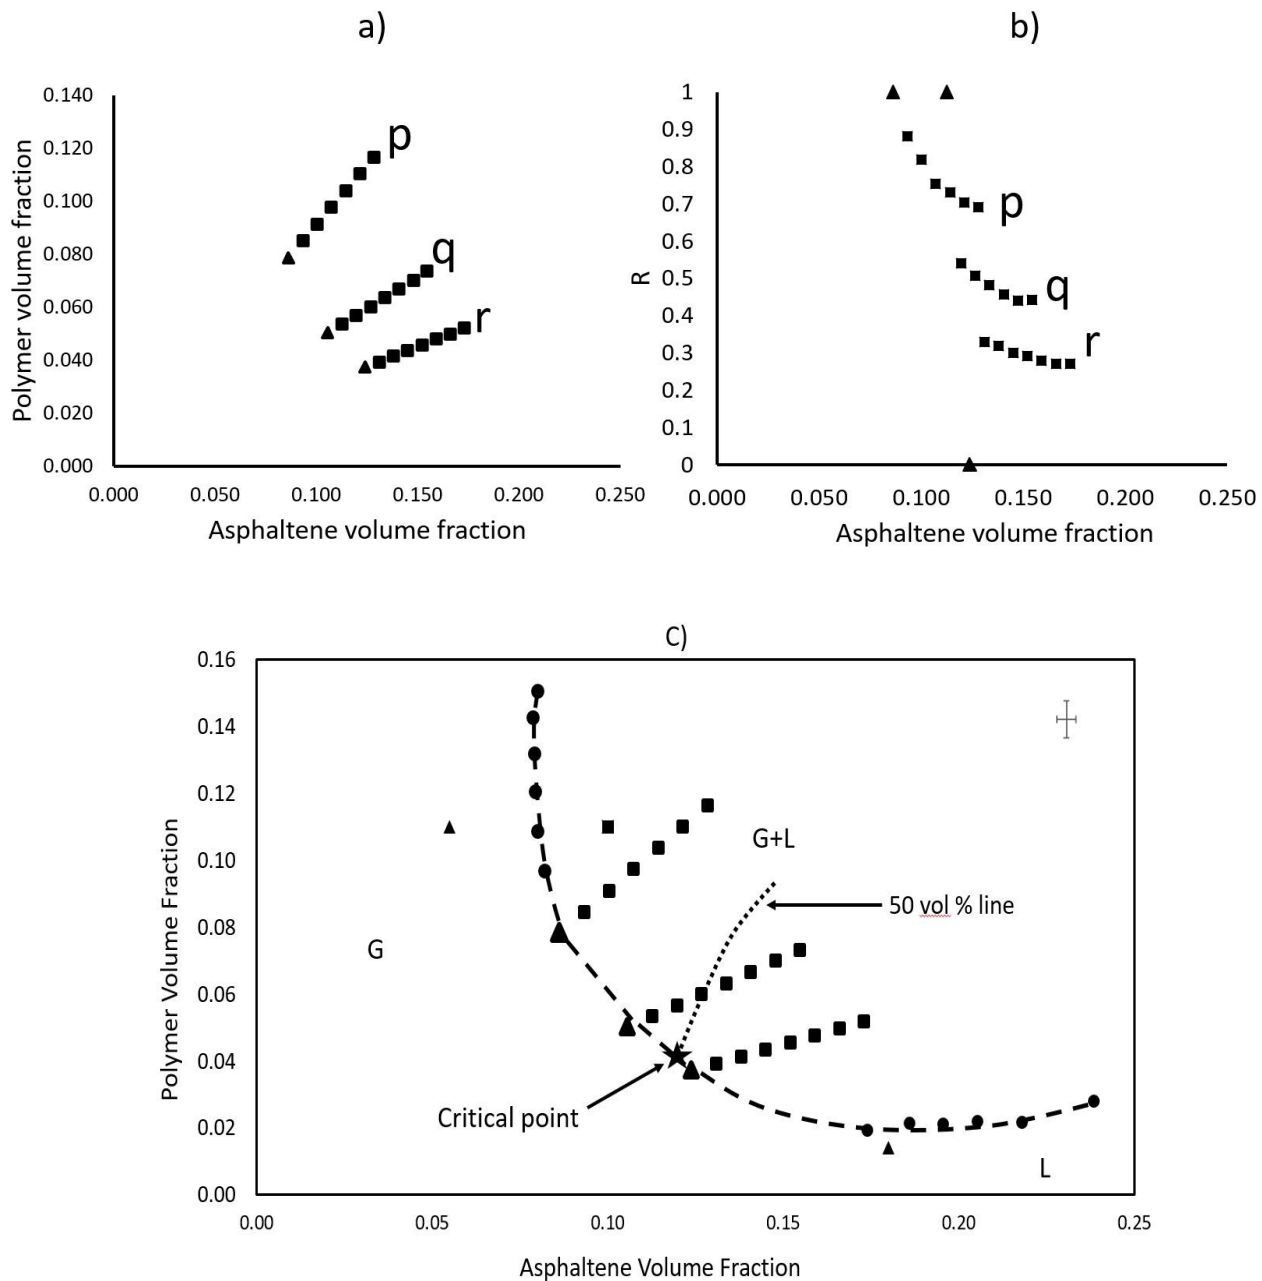 a)
0.140
0.120
0.100
0.080
0.060
0.040
0.020
0.000
Polymer volume fraction
p
q
r
0.000 0.050 0.100 0.150 0.200 0.250
Asphaltene volume fraction
b)
1
0.9
0.8
0.7
0.6
0.5
0.4
0.3
0.2
0.1
0
R
p
q
r
0.000 0.050 0.100 0.150 0.200 0.250
Asphaltene volume fraction
C)
0.16
0.14
0.12
0.10
0.08
0.06
0.04
0.02
0.00
Polymer Volume Fraction
G+L
50 vol % line
G
Critical point
L
0.00 0.05 0.10 0.15 0.20 0.25
Asphaltene Volume Fraction